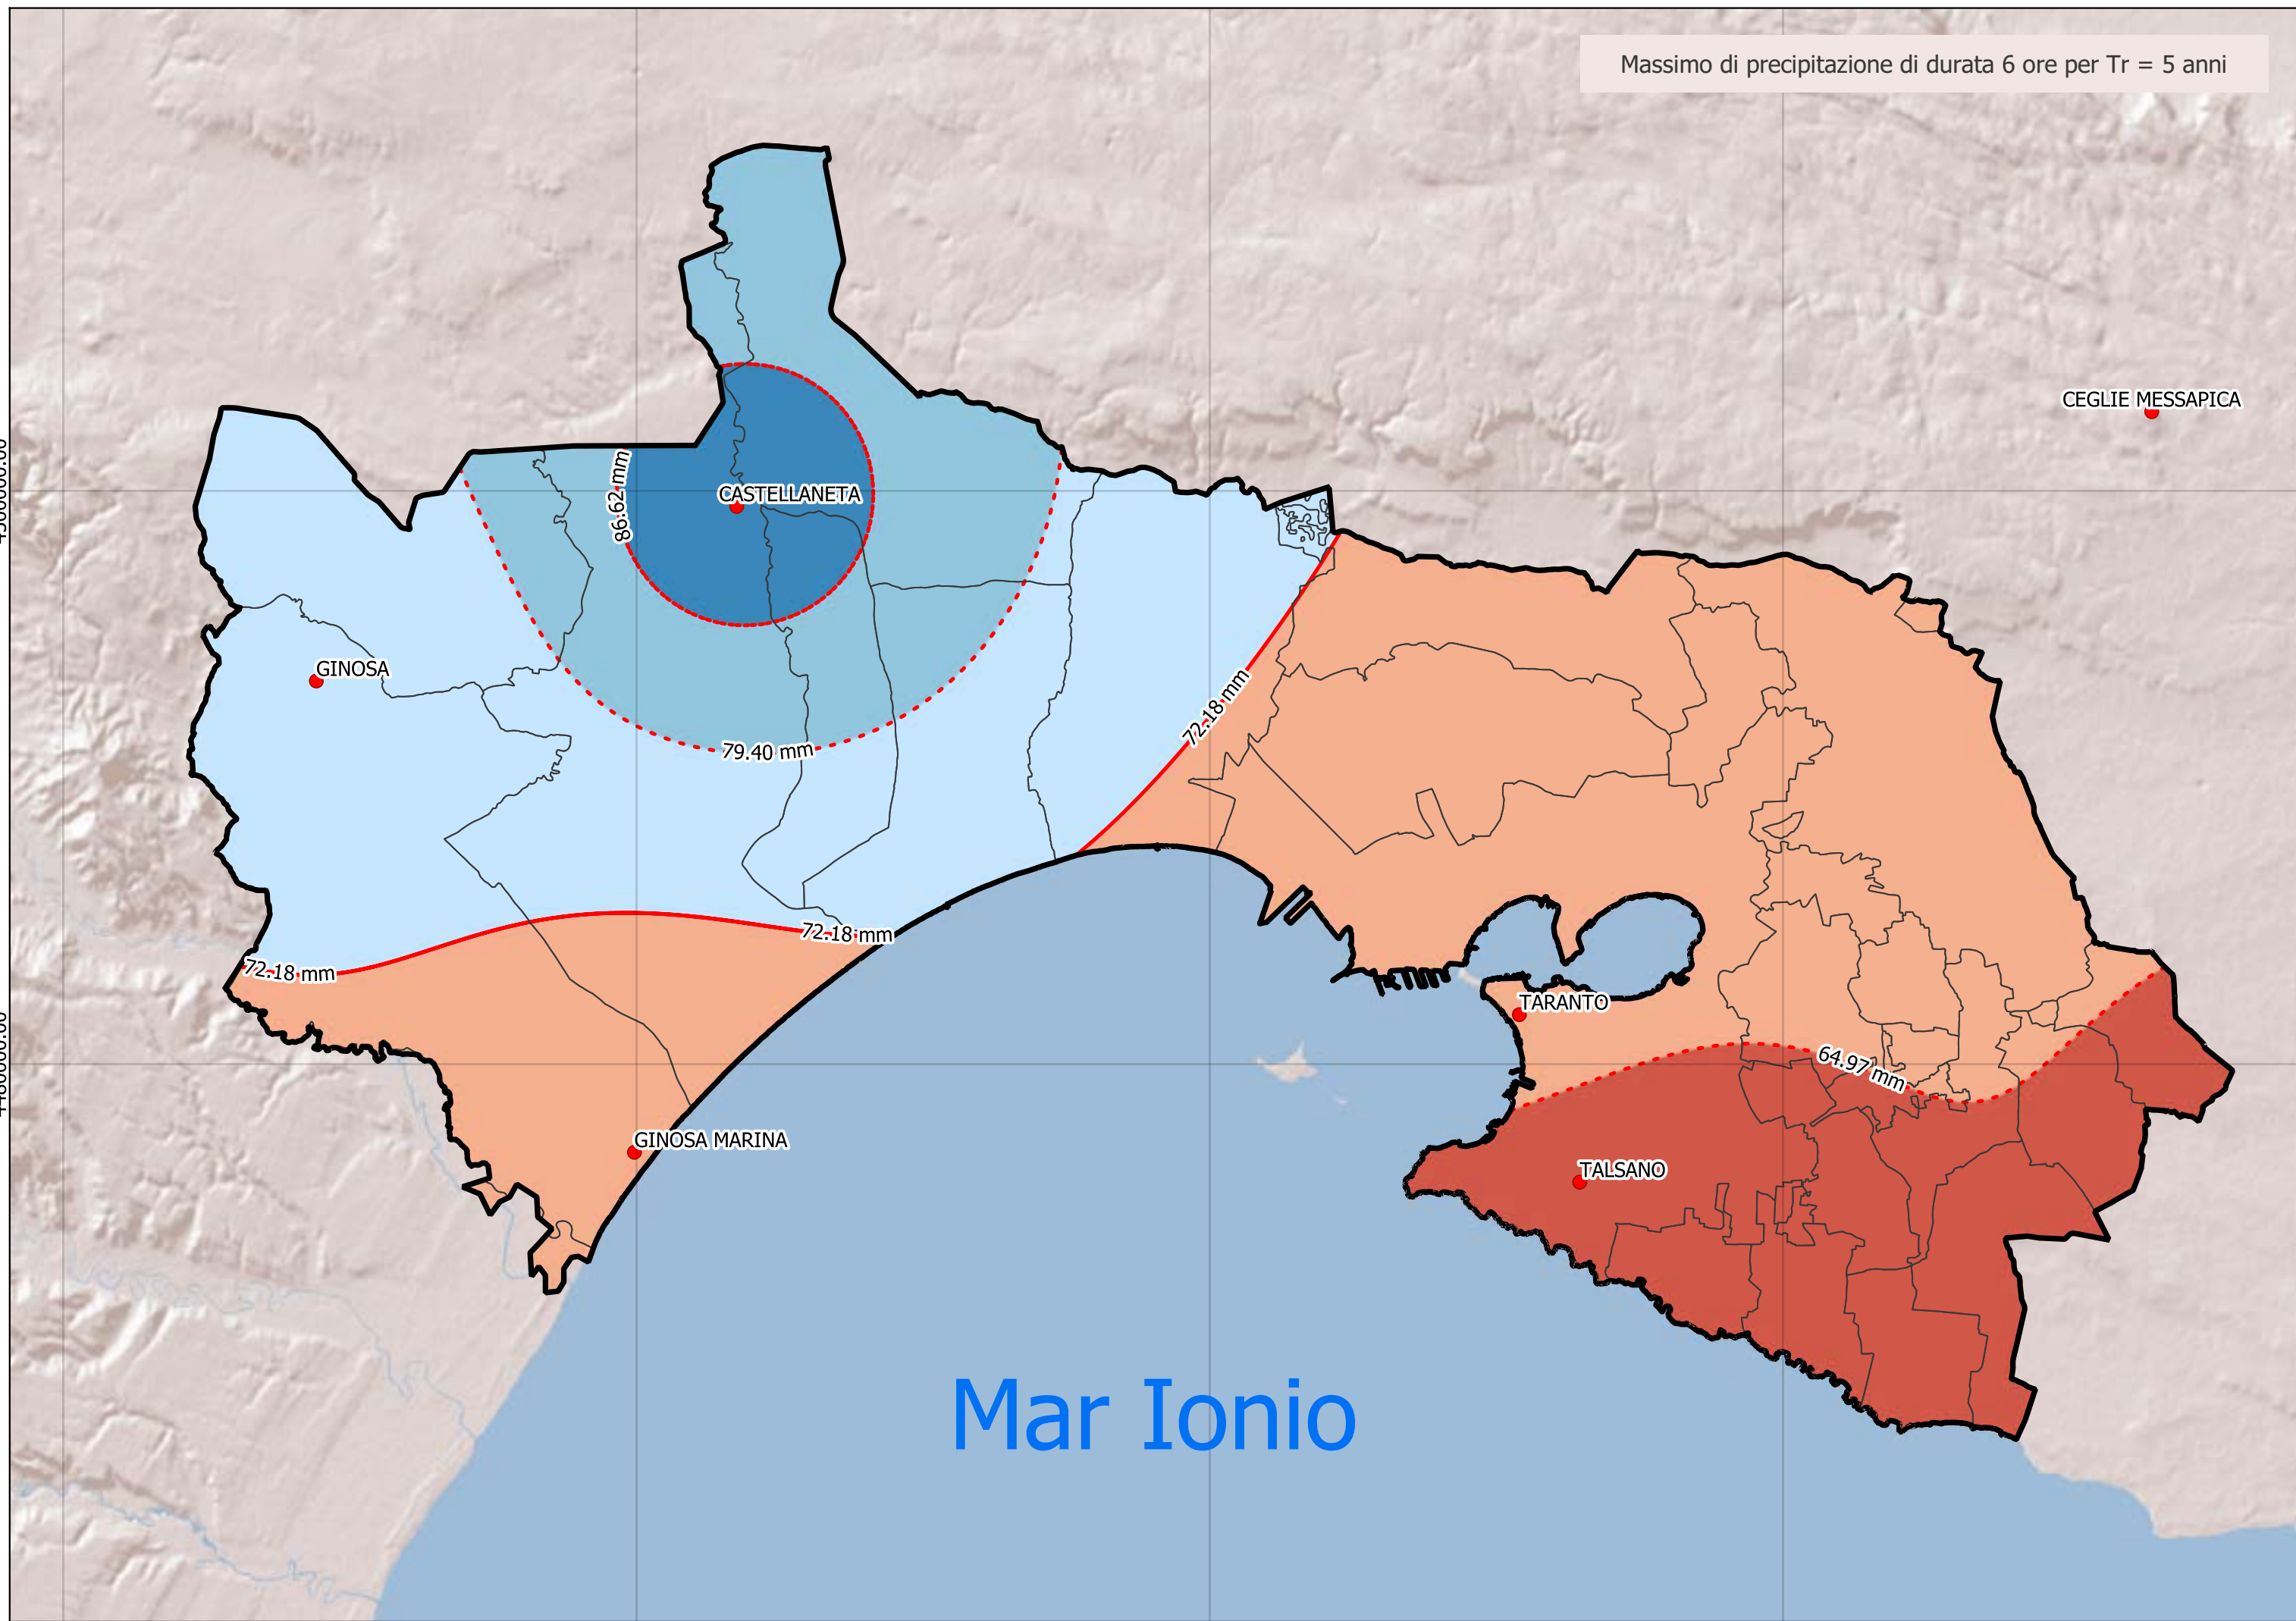 Massimo di precipitazione di durata 6 ore per Tr = 5 anni
CEGLIE MESSAPICA
86.62 mm
CASTELLANETA
GINOSA
72.18 mm
79.40 mm
72.18 mm
72.18 mm
TARANTO
64.97 mm
GINOSA MARINA
TALSANO
Mar Ionio